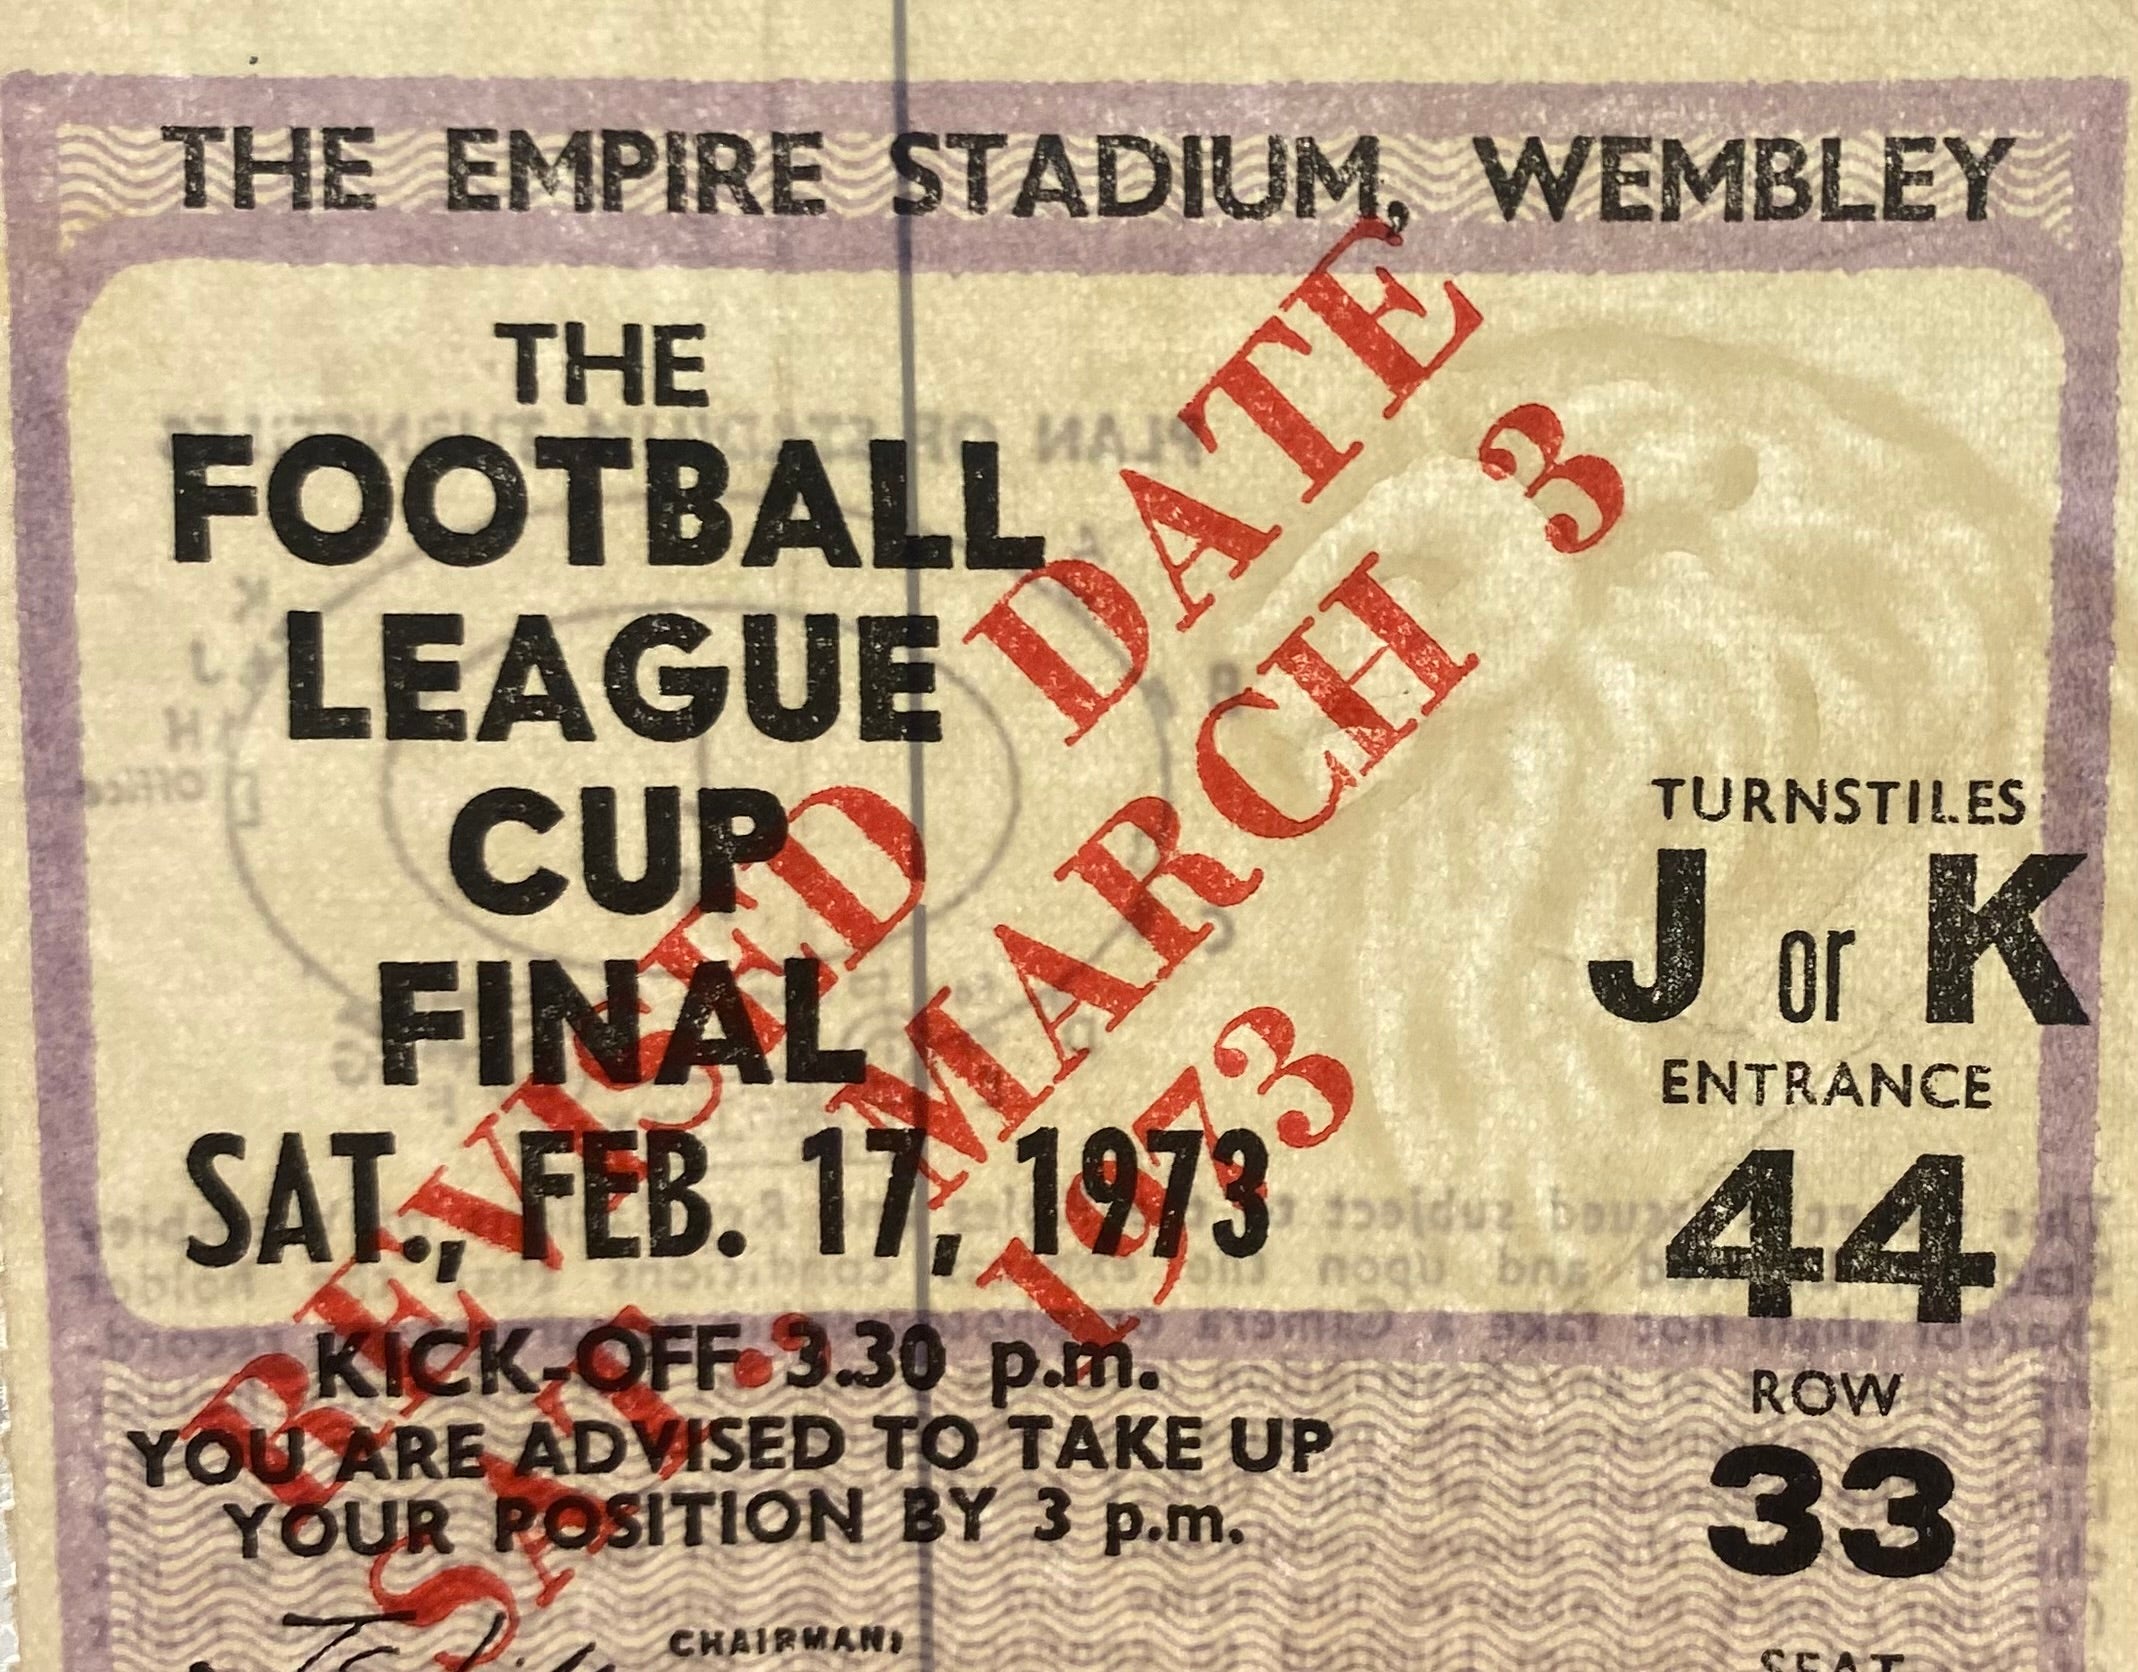 THE EMPIRE STADIUM, WEMBLEY
THE
FOOTBALL
LEAGUE
CUP
FINAL
SAT., FEB. 17, 1973
KICK-OFF 3.30 p.m.
YOU ARE ADVISED TO TAKE UP
YOUR POSITION BY 3 p.m.
CHAIRMAN:
REVISED DATE
SAT., MARCH 3
1973
TURNSTILES
J or K
ENTRANCE
44
ROW
33
SEAT